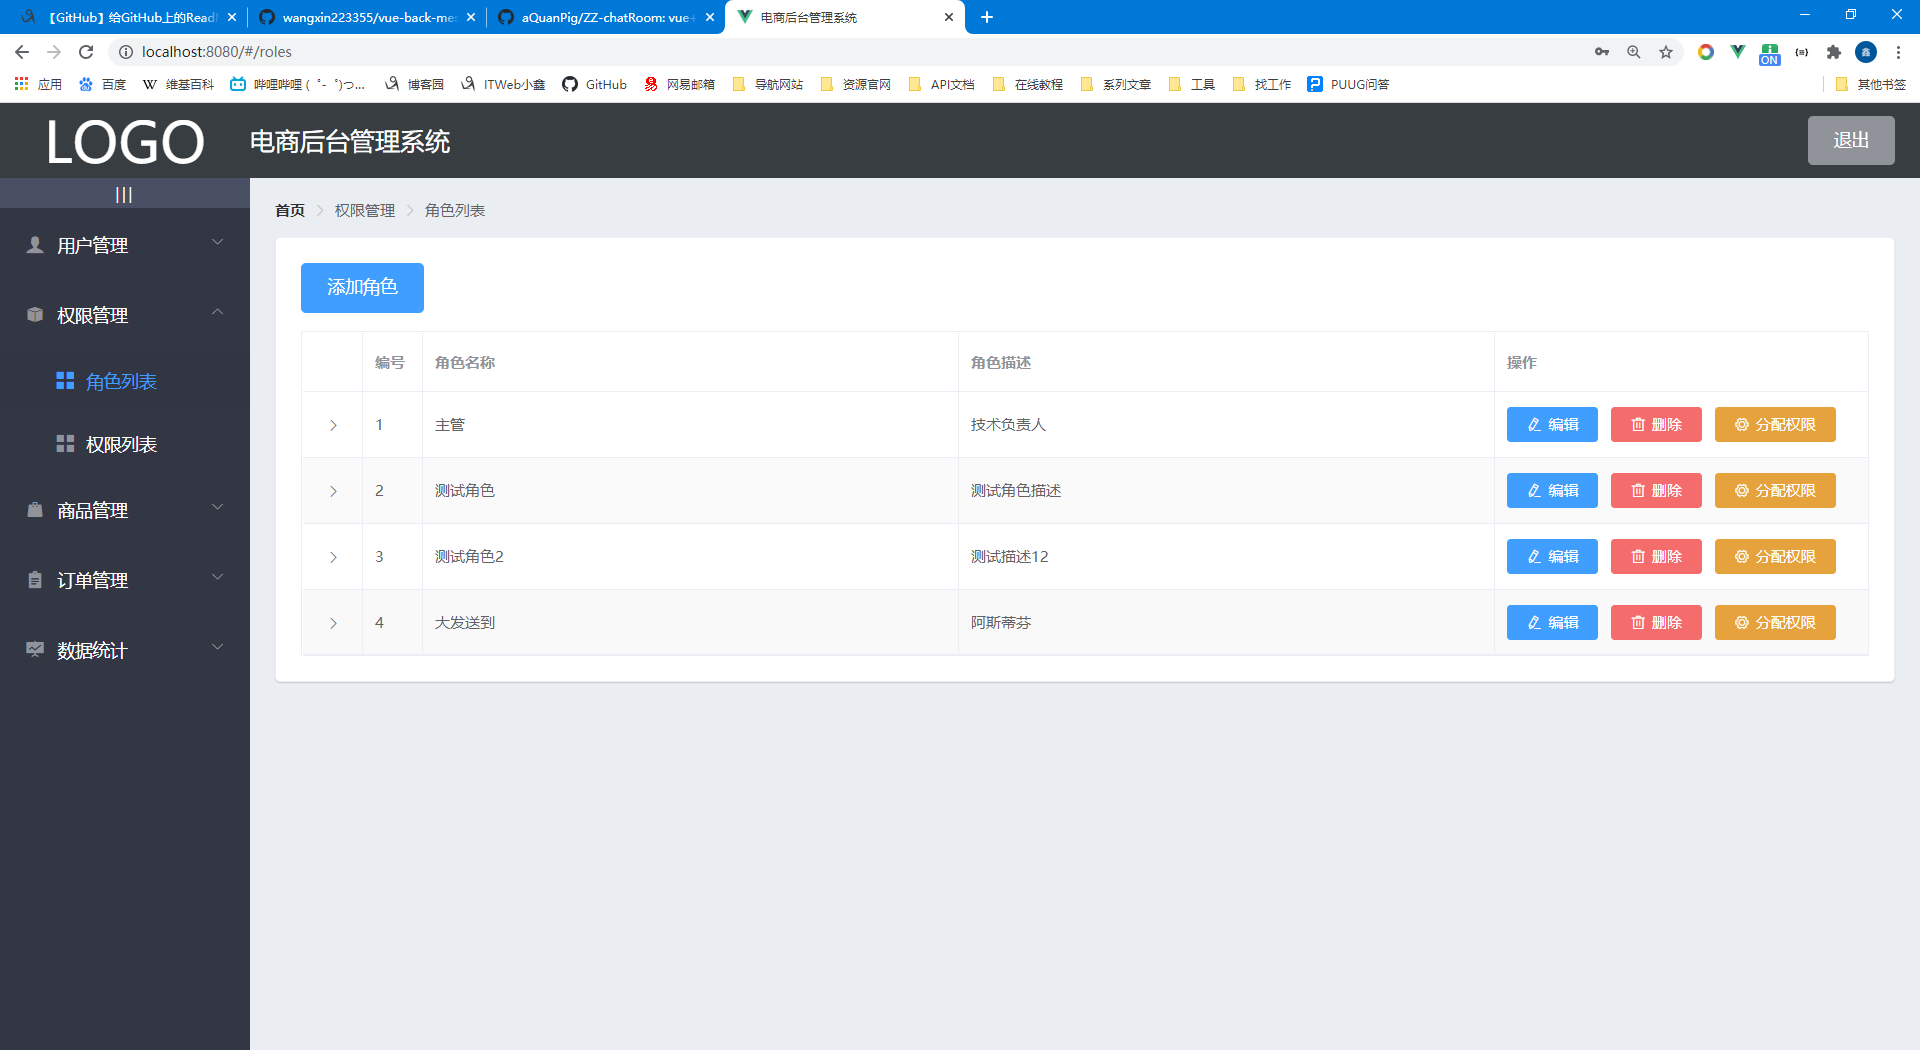 【GitHub】给GitHub上的Read
wangxin223355/vue-back-me
aQuanPig/ZZ-chatRoom: vue+
电商后台管理系统
localhost:8080/#/roles
ON
应用 百度 维基百科 哔哩哔哩 ( ゜- ゜)つ... 博客园 ITWeb小鑫 GitHub 网易邮箱 导航网站 资源官网 API文档 在线教程 系列文章 工具 找工作 PUUG问答 其他书签
LOGO 电商后台管理系统 退出
|||
首页 权限管理 角色列表
用户管理
权限管理
角色列表
权限列表
商品管理
订单管理
数据统计
添加角色
编号 角色名称 角色描述 操作
1 主管 技术负责人 编辑 删除 分配权限
2 测试角色 测试角色描述 编辑 删除 分配权限
3 测试角色2 测试描述12 编辑 删除 分配权限
4 大发送到 阿斯蒂芬 编辑 删除 分配权限